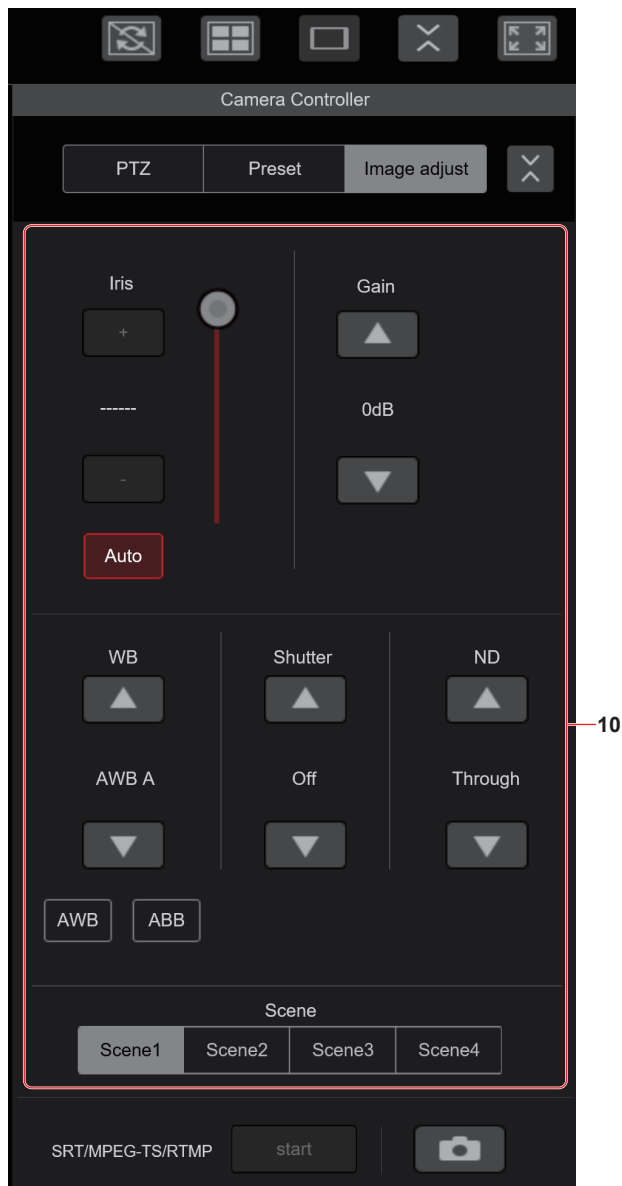 Camera Controller
PTZ Preset Image adjust
Iris Gain
+
------ 0dB
-
Auto
WB Shutter ND
10
AWB A Off Through
AWB ABB
Scene
Scene1 Scene2 Scene3 Scene4
SRT/MPEG-TS/RTMP start